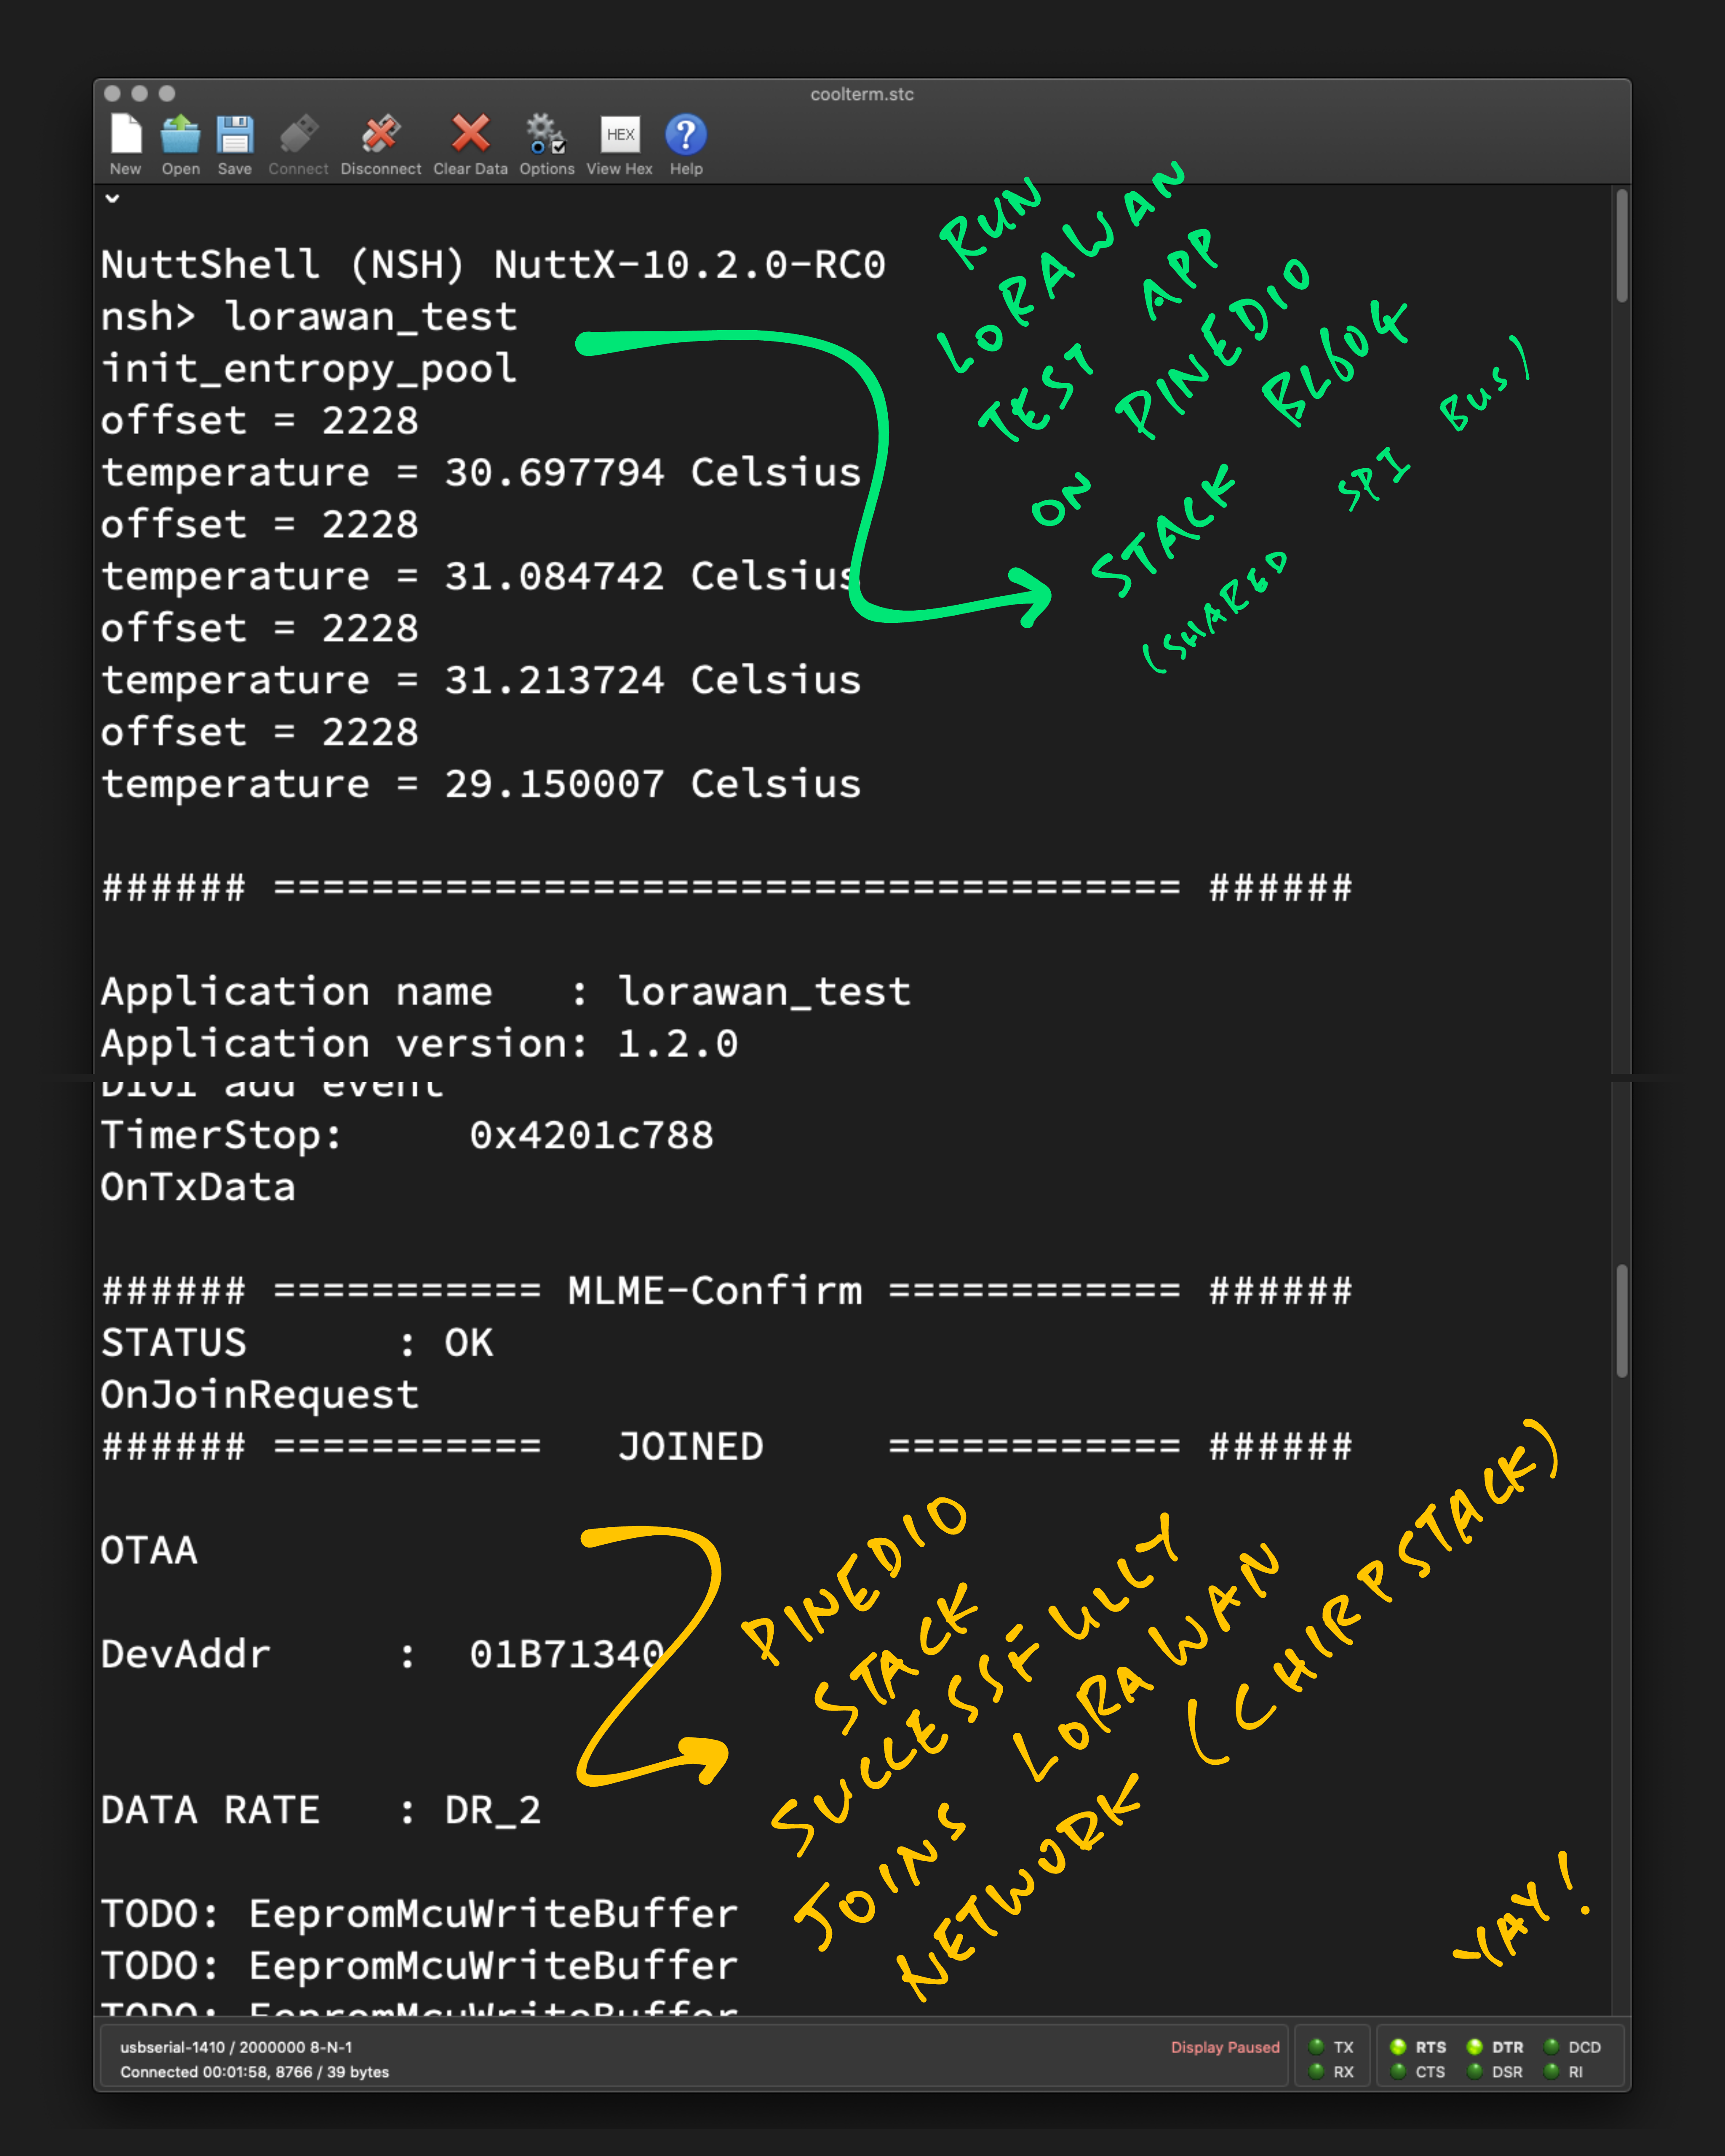 coolterm.stc
New Open Save Connect Disconnect Clear Data Options HEX View Hex ? Help
NuttShell (NSH) NuttX-10.2.0-RC0
nsh> lorawan_test
init_entropy_pool
offset = 2228
temperature = 30.697794 Celsius
offset = 2228
temperature = 31.084742 Celsius
offset = 2228
temperature = 31.213724 Celsius
offset = 2228
temperature = 29.150007 Celsius
RUN
LORAWAN
TEST APP
ON PINEDIO
STACK BL604
(SHARED SPI BUS)
###### ===================================== ######
Application name   : lorawan_test
Application version: 1.2.0
DIO1 add event
TimerStop:     0x4201c788
OnTxData
###### =========== MLME-Confirm ============ ######
STATUS      : OK
OnJoinRequest
###### ===========   JOINED     ============ ######
OTAA
DevAddr     :  01B71340
DATA RATE   : DR_2
PINEDIO
STACK
SUCCESSFULLY
JOINS LORAWAN
NETWORK (CHIRPSTACK)
YAY!
TODO: EepromMcuWriteBuffer
TODO: EepromMcuWriteBuffer
TODO: EepromMcuWriteBuffer
usbserial-1410 / 2000000 8-N-1
Connected 00:01:58, 8766 / 39 bytes
Display Paused
TX RTS DTR DCD
RX CTS DSR RI